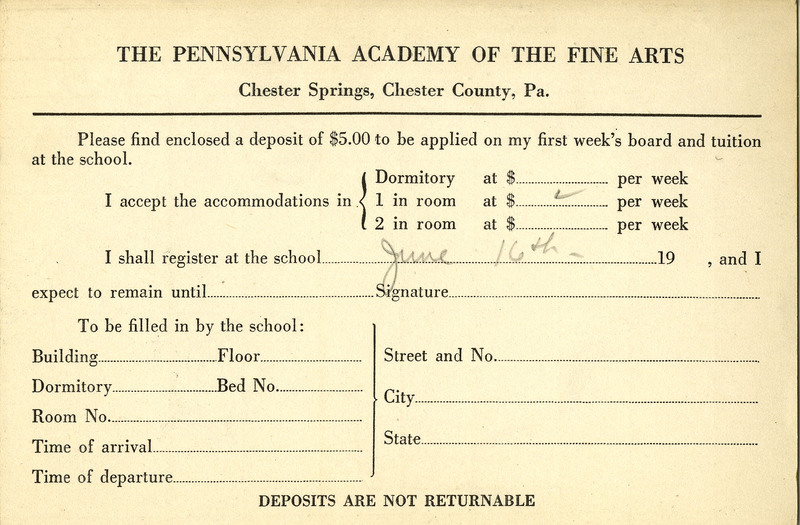 THE PENNSYLVANIA ACADEMY OF THE FINE ARTS
Chester Springs, Chester County, Pa.
Please find enclosed a deposit of $5.00 to be applied on my first week's board and tuition
at the school.
I accept the accommodations in
Dormitory at $ per week
1 in room at $ ✓ per week
2 in room at $ per week
I shall register at the school June 16th - 19 , and I
expect to remain until Signature
To be filled in by the school:
Building Floor
Dormitory Bed No.
Room No.
Time of arrival
Time of departure
Street and No.
City
State
DEPOSITS ARE NOT RETURNABLE